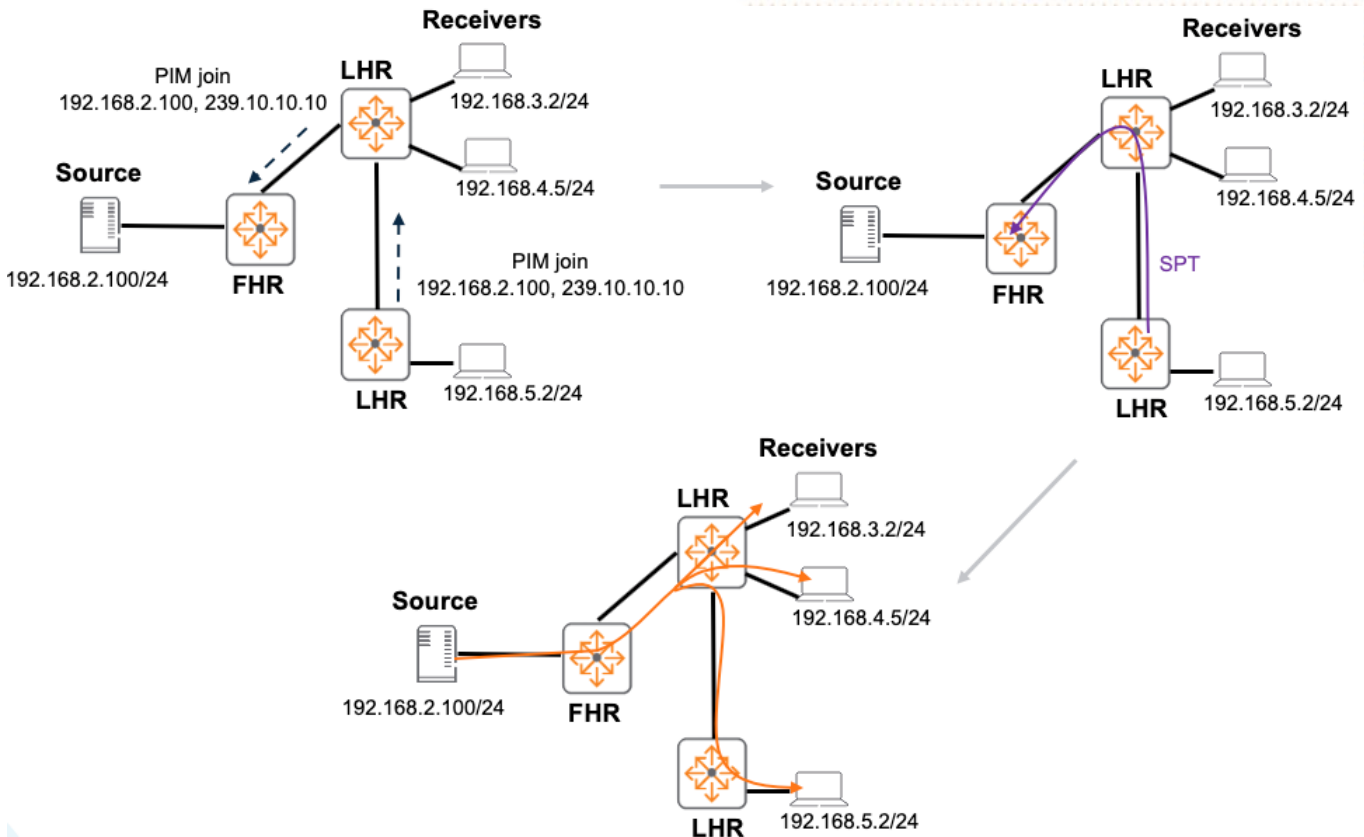 Receivers
LHR
PIM join
192.168.2.100, 239.10.10.10
192.168.3.2/24
Source
192.168.4.5/24
192.168.2.100/24
FHR
PIM join
192.168.2.100, 239.10.10.10
LHR
192.168.5.2/24
Receivers
LHR
192.168.3.2/24
Source
192.168.4.5/24
192.168.2.100/24
FHR
SPT
LHR
192.168.5.2/24
Receivers
LHR
192.168.3.2/24
Source
192.168.4.5/24
192.168.2.100/24
FHR
LHR
192.168.5.2/24